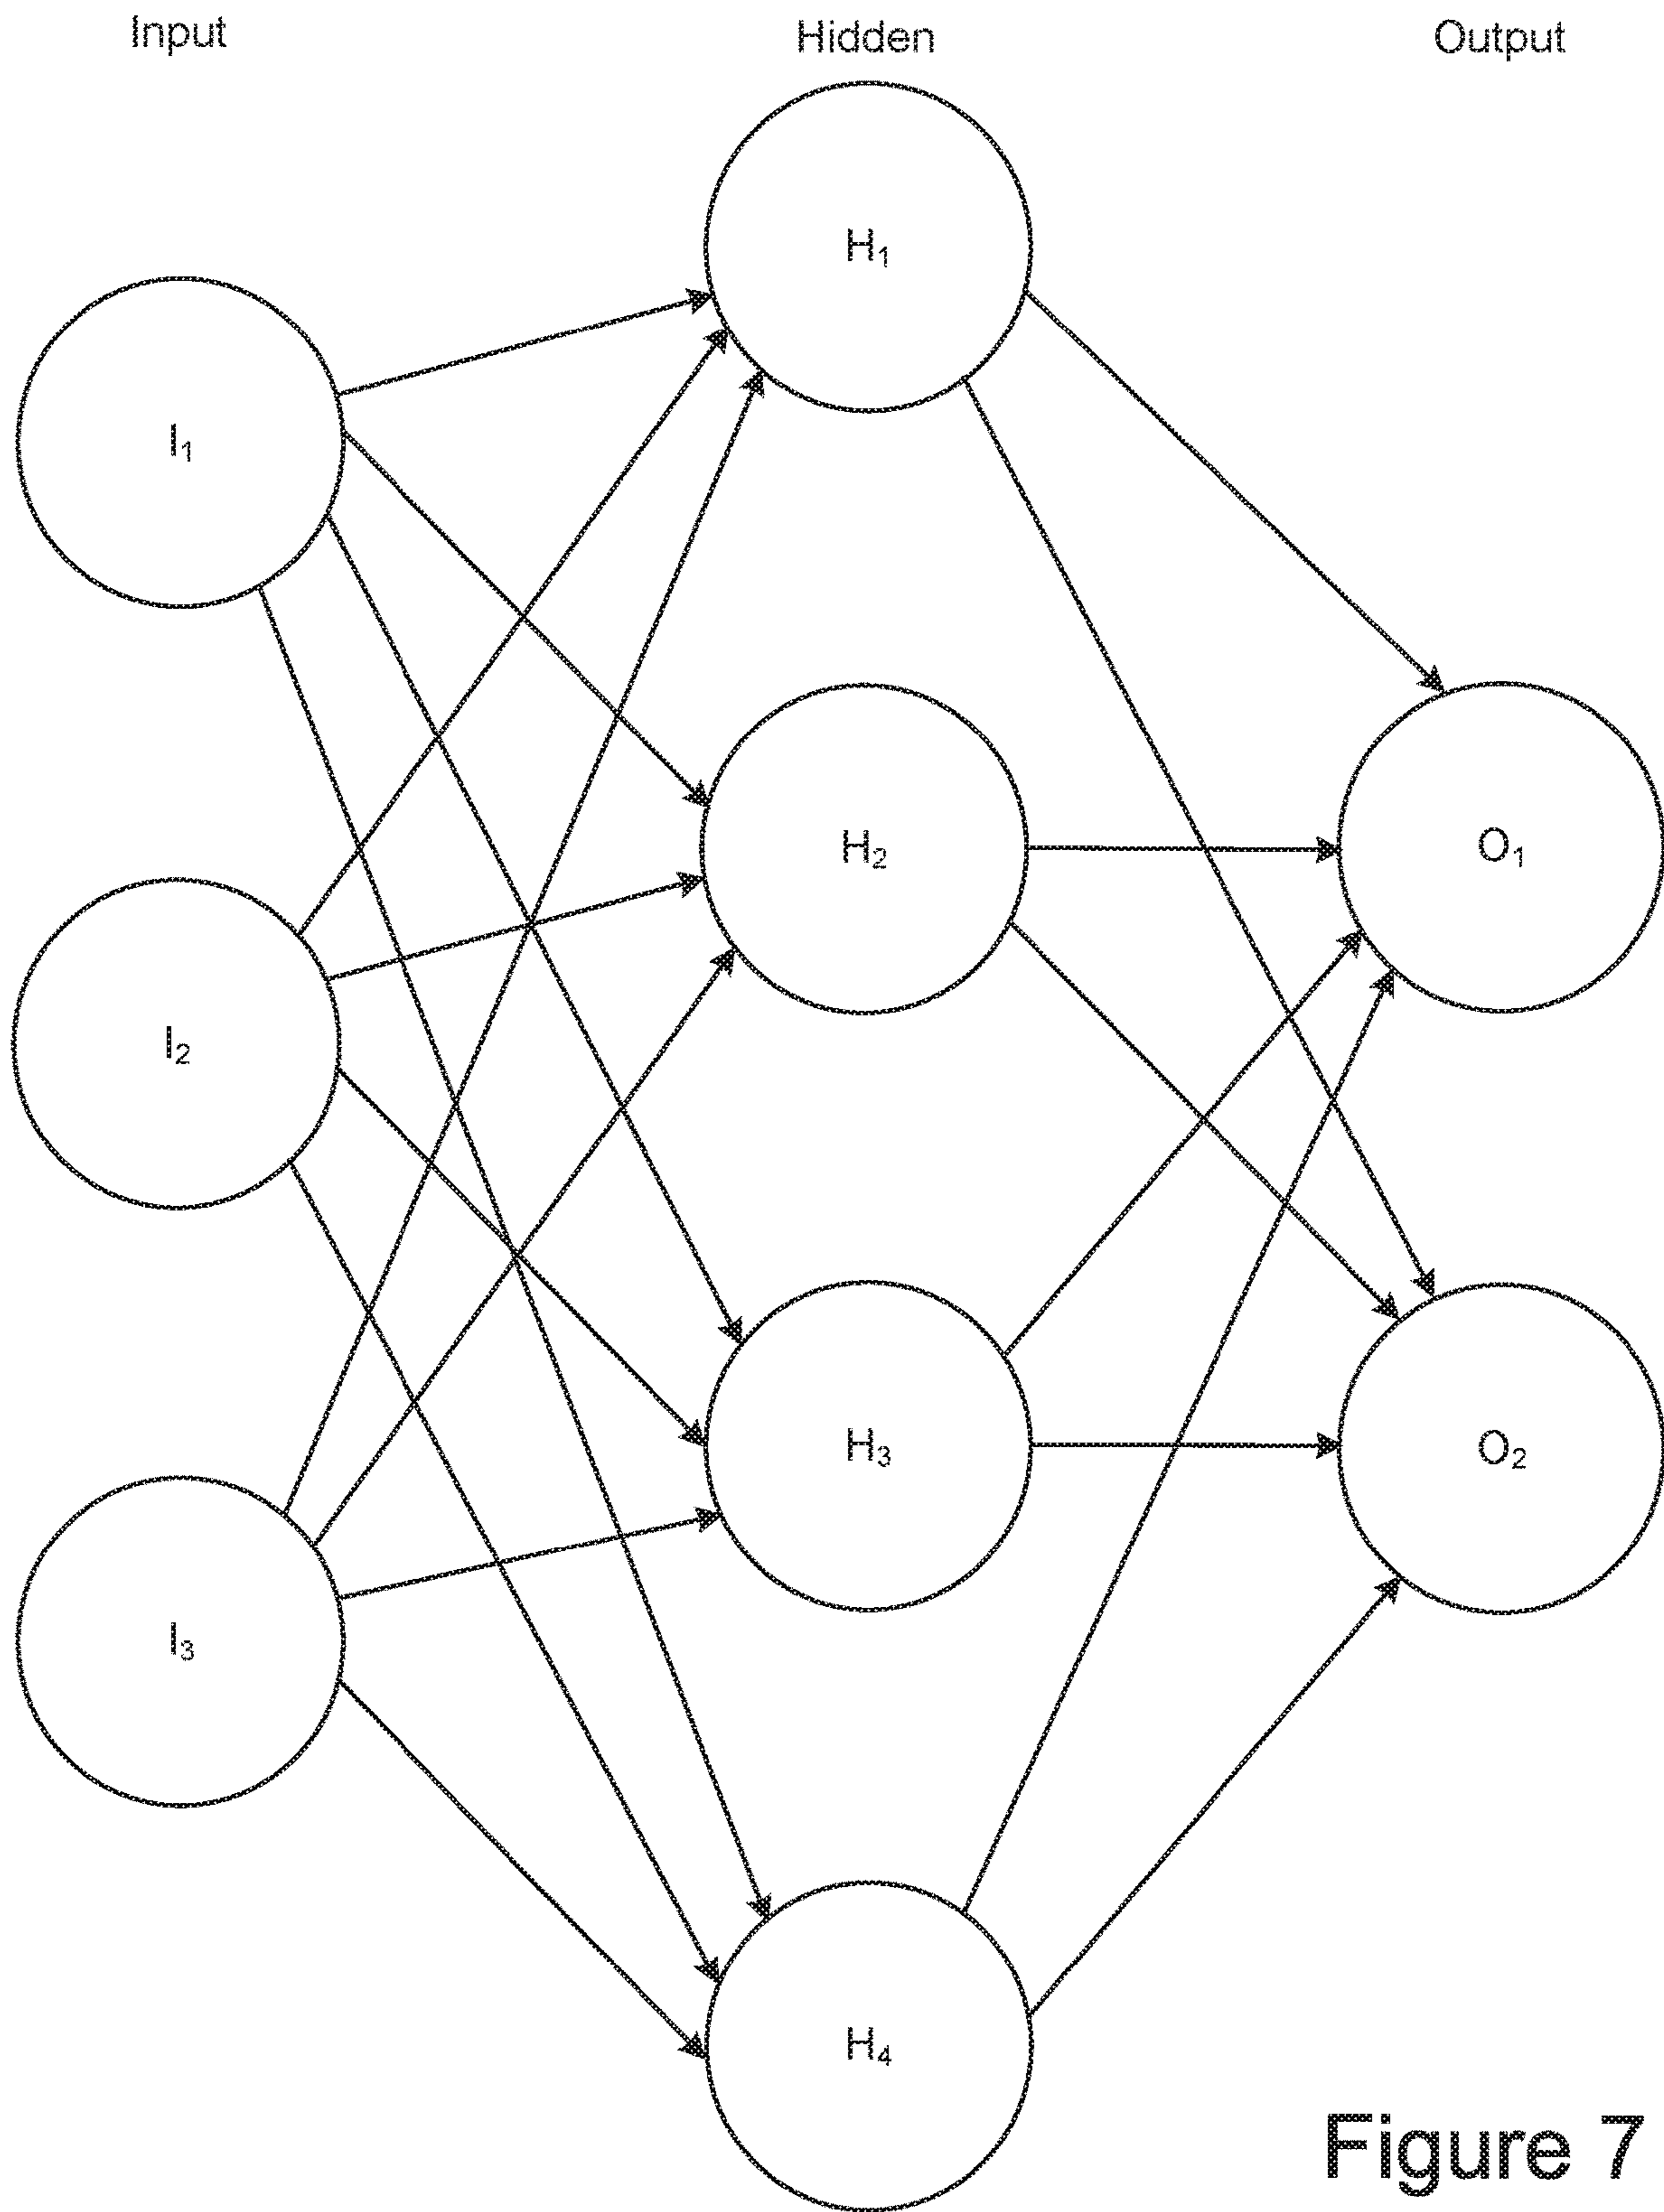 Input Hidden Output
H₁
I₁
H₂ O₁
I₂
H₃ O₂
I₃
H₄
Figure 7